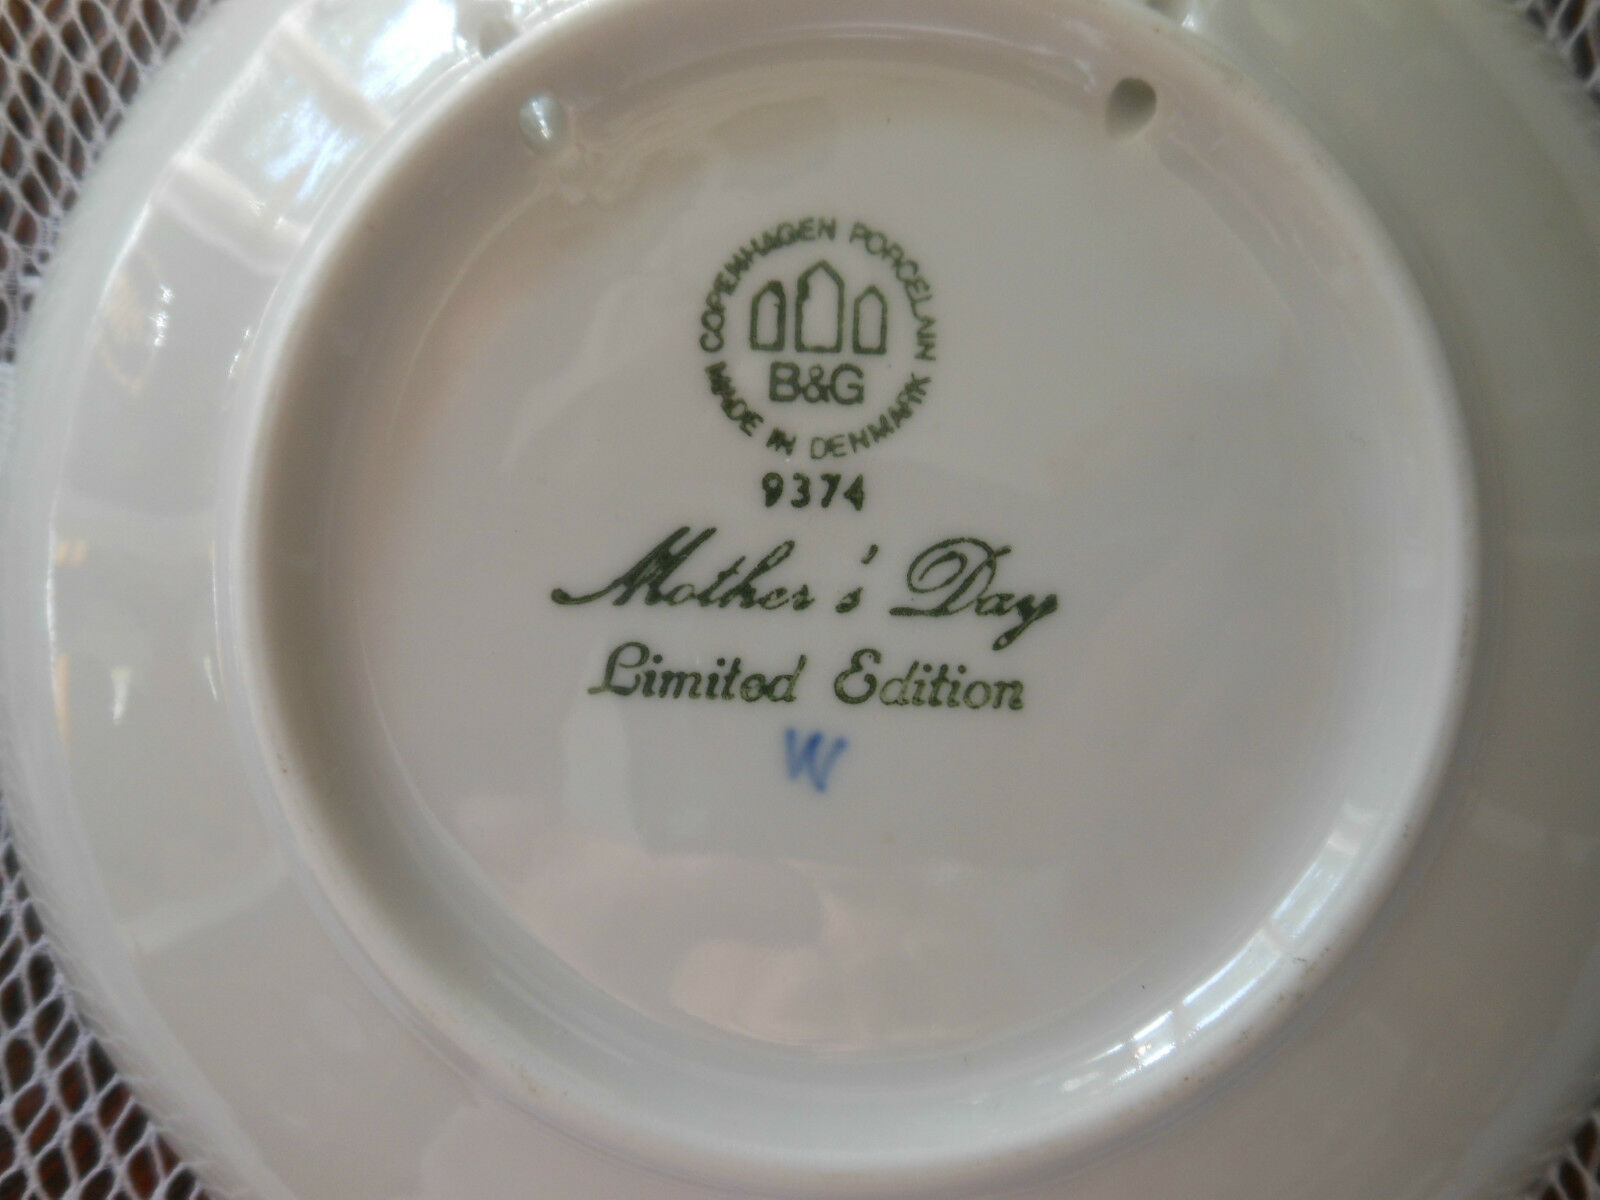 COPENHAGEN PORCELAIN
B&G
MADE IN DENMARK
9374
Mother's Day
Limited Edition
W